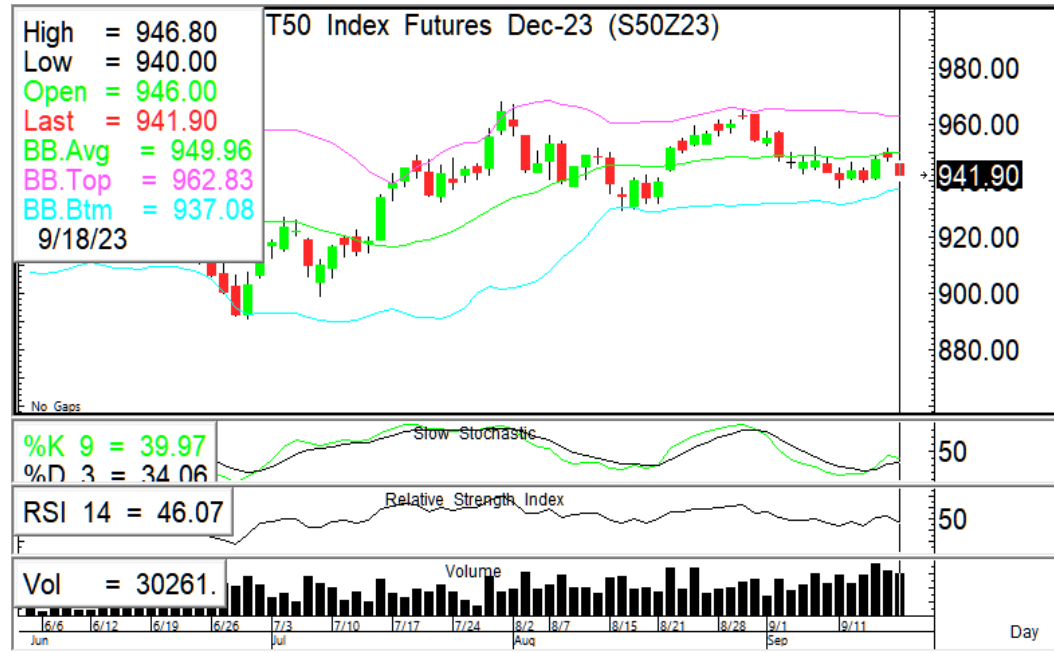 T50 Index Futures Dec-23 (S50Z23)
High = 946.80
Low = 940.00
Open = 946.00
Last = 941.90
BB.Avg = 949.96
BB.Top = 962.83
BB.Btm = 937.08
9/18/23
980.00
960.00
941.90
920.00
900.00
880.00
No Gaps
Slow Stochastic
%K 9 = 39.97
%D 3 = 34.06
50
Relative Strength Index
RSI 14 = 46.07
50
Volume
Vol = 30261.
6/6 6/12 6/19 6/26 7/3 7/10 7/17 7/24 8/2 8/7 8/15 8/21 8/28 9/1 9/11
Jun Jul Aug Sep
Day